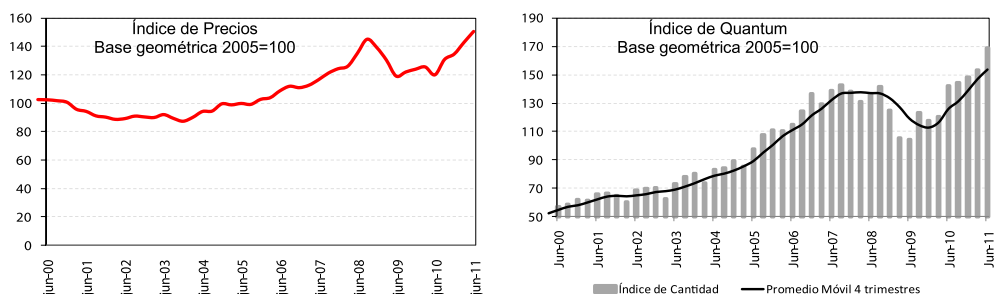 Índice de Precios
Base geométrica 2005=100
160
140
120
100
80
60
40
20
0
jun-00
jun-01
jun-02
jun-03
jun-04
jun-05
jun-06
jun-07
jun-08
jun-09
jun-10
jun-11
Índice de Quantum
Base geométrica 2005=100
190
170
150
130
110
90
70
50
Jun-00
Jun-01
Jun-02
Jun-03
Jun-04
Jun-05
Jun-06
Jun-07
Jun-08
Jun-09
Jun-10
Jun-11
Índice de Cantidad
Promedio Móvil 4 trimestres